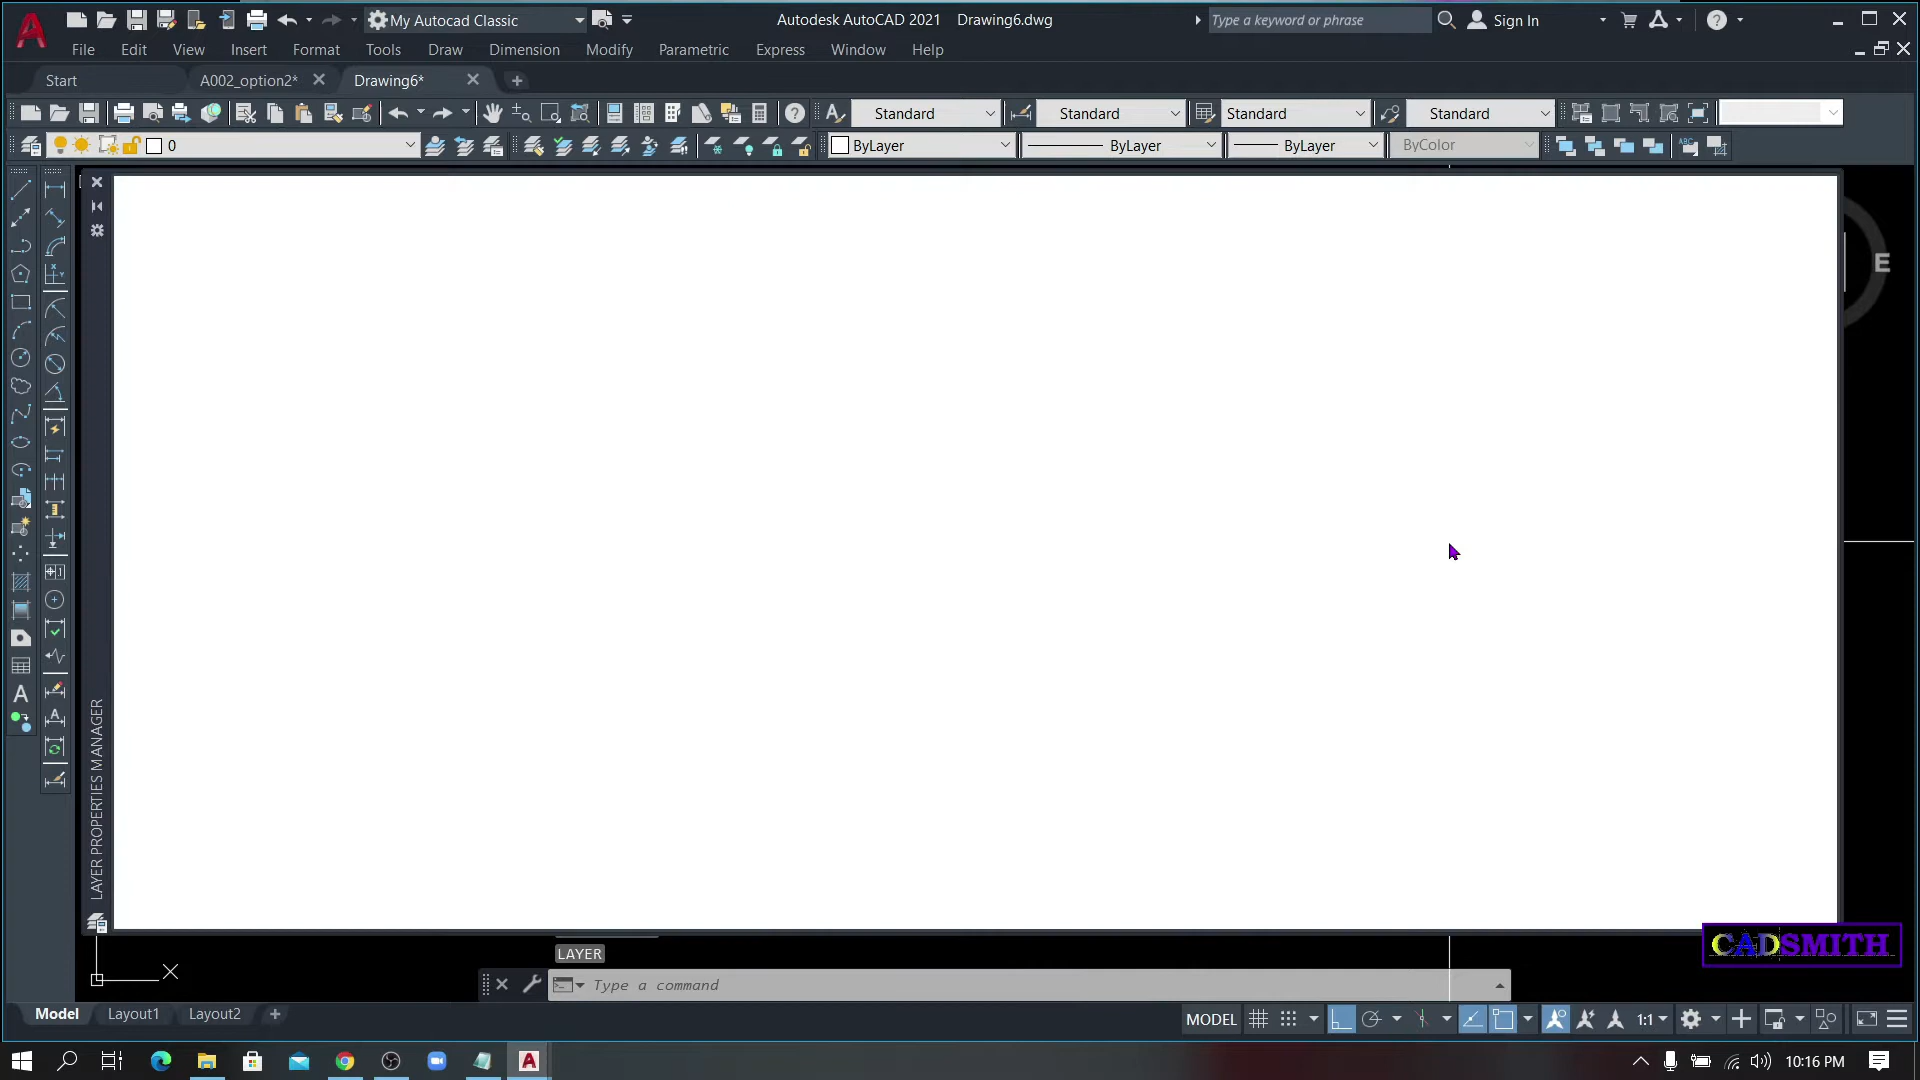 My Autocad Classic
Autodesk AutoCAD 2021 Drawing6.dwg
Type a keyword or phrase
Sign In
File Edit View Insert Format Tools Draw Dimension Modify Parametric Express Window Help
Start
A002_option2*
Drawing6*
Standard
Standard
Standard
Standard
0
ByLayer
ByLayer
ByLayer
ByColor
E
LAYER PROPERTIES MANAGER
LAYER
Type a command
CADSMITH
Model Layout1 Layout2
MODEL
1:1
10:16 PM